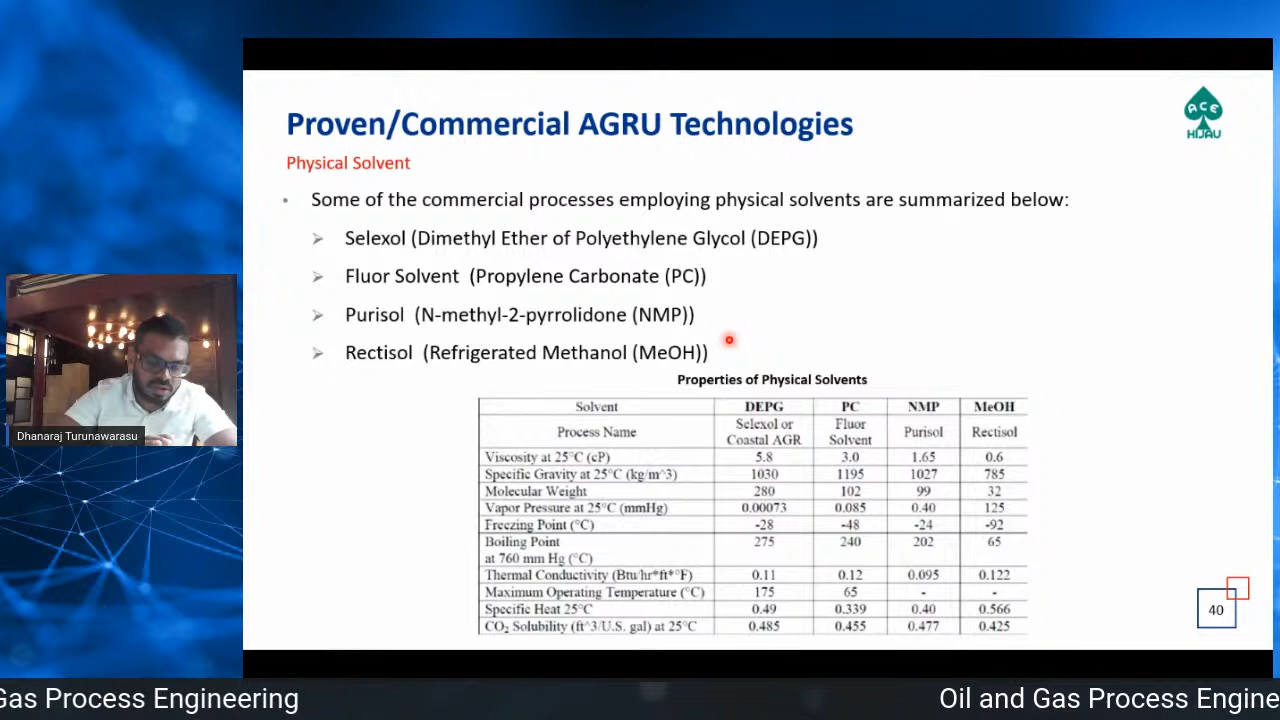 Proven/Commercial AGRU Technologies
ACE
HIJAU
Physical Solvent
• Some of the commercial processes employing physical solvents are summarized below:
➢ Selexol (Dimethyl Ether of Polyethylene Glycol (DEPG))
➢ Fluor Solvent (Propylene Carbonate (PC))
➢ Purisol (N-methyl-2-pyrrolidone (NMP))
➢ Rectisol (Refrigerated Methanol (MeOH))
Properties of Physical Solvents
Solvent DEPG PC NMP MeOH
Process Name Selexol or Coastal AGR Fluor Solvent Purisol Rectisol
Viscosity at 25°C (cP) 5.8 3.0 1.65 0.6
Specific Gravity at 25°C (kg/m^3) 1030 1195 1027 785
Molecular Weight 280 102 99 32
Vapor Pressure at 25°C (mmHg) 0.00073 0.085 0.40 125
Freezing Point (°C) -28 -48 -24 -92
Boiling Point at 760 mm Hg (°C) 275 240 202 65
Thermal Conductivity (Btu/hr*ft*°F) 0.11 0.12 0.095 0.122
Maximum Operating Temperature (°C) 175 65 - -
Specific Heat 25°C 0.49 0.339 0.40 0.566
CO₂ Solubility (ft^3/U.S. gal) at 25°C 0.485 0.455 0.477 0.425
40
Dhanaraj Turunawarasu
Gas Process Engineering
Oil and Gas Process Engine